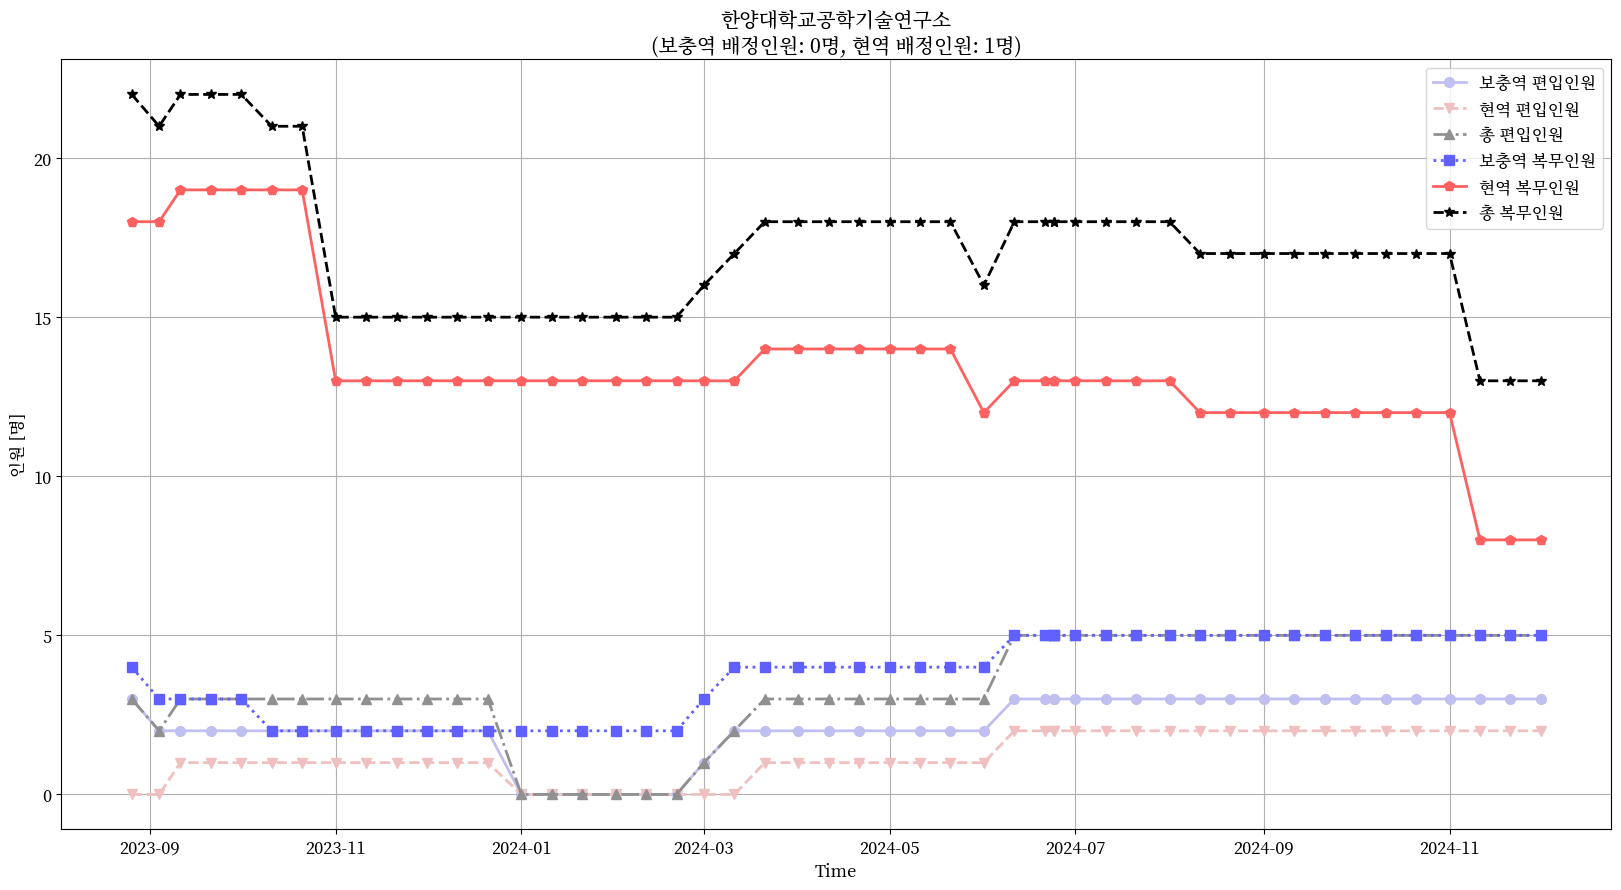 한양대학교공학기술연구소
(보충역 배정인원: 0명, 현역 배정인원: 1명)
보충역 편입인원
현역 편입인원
총 편입인원
보충역 복무인원
현역 복무인원
총 복무인원
인원 [명]
20
15
10
5
0
2023-09
2023-11
2024-01
2024-03
2024-05
2024-07
2024-09
2024-11
Time